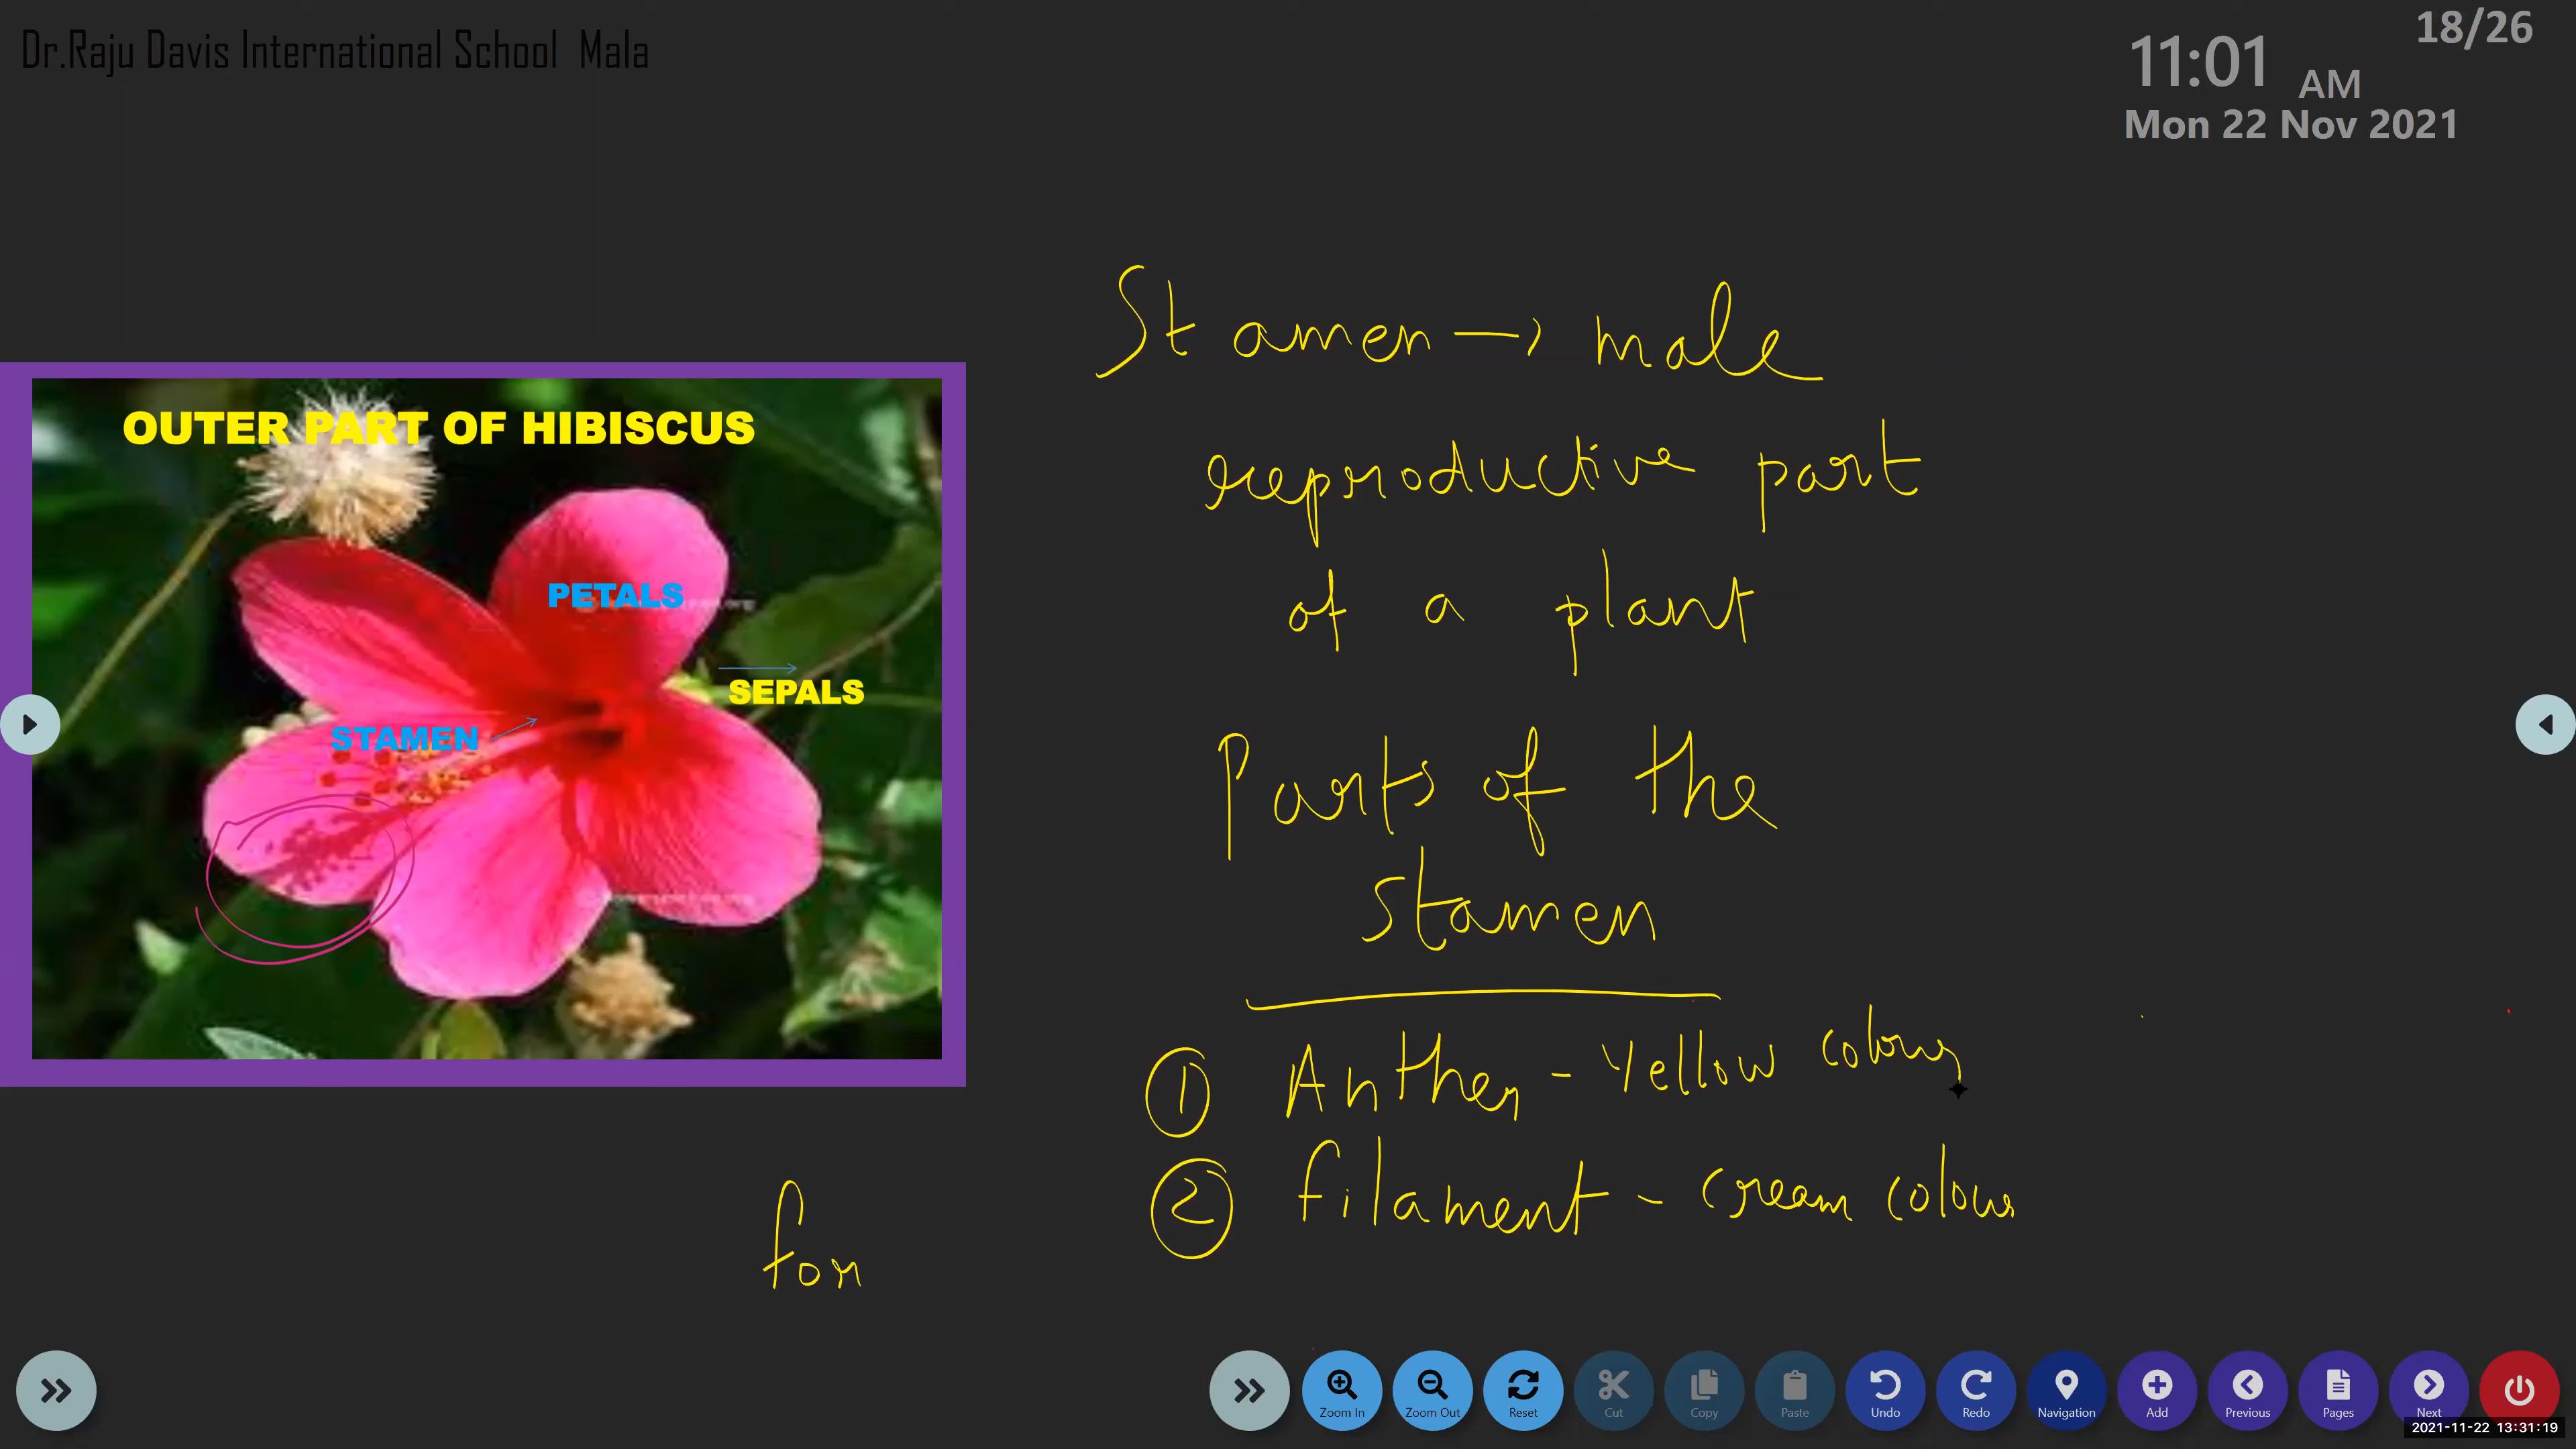 Dr.Raju Davis International School Mala
18/26
11:01 AM
Mon 22 Nov 2021
OUTER PART OF HIBISCUS
PETALS
SEPALS
STAMEN
Stamen → male
reproductive part
of a plant
Parts of the
Stamen
① Anther - Yellow colour
② filament - cream colour
for
Zoom In
Zoom Out
Reset
Cut
Copy
Paste
Undo
Redo
Navigation
Add
Previous
Pages
Next
2021-11-22 13:31:19